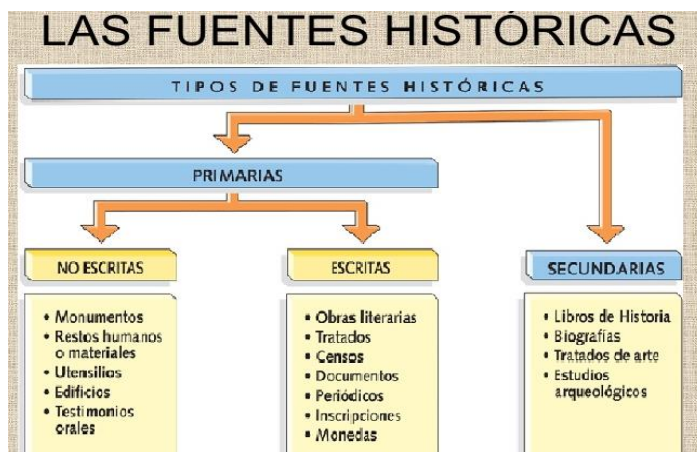 LAS FUENTES HISTÓRICAS
TIPOS DE FUENTES HISTÓRICAS
PRIMARIAS
NO ESCRITAS
• Monumentos
• Restos humanos
o materiales
• Utensilios
• Edificios
• Testimonios
orales
ESCRITAS
• Obras literarias
• Tratados
• Censos
• Documentos
• Periódicos
• Inscripciones
• Monedas
SECUNDARIAS
• Libros de Historia
• Biografías
• Tratados de arte
• Estudios
arqueológicos